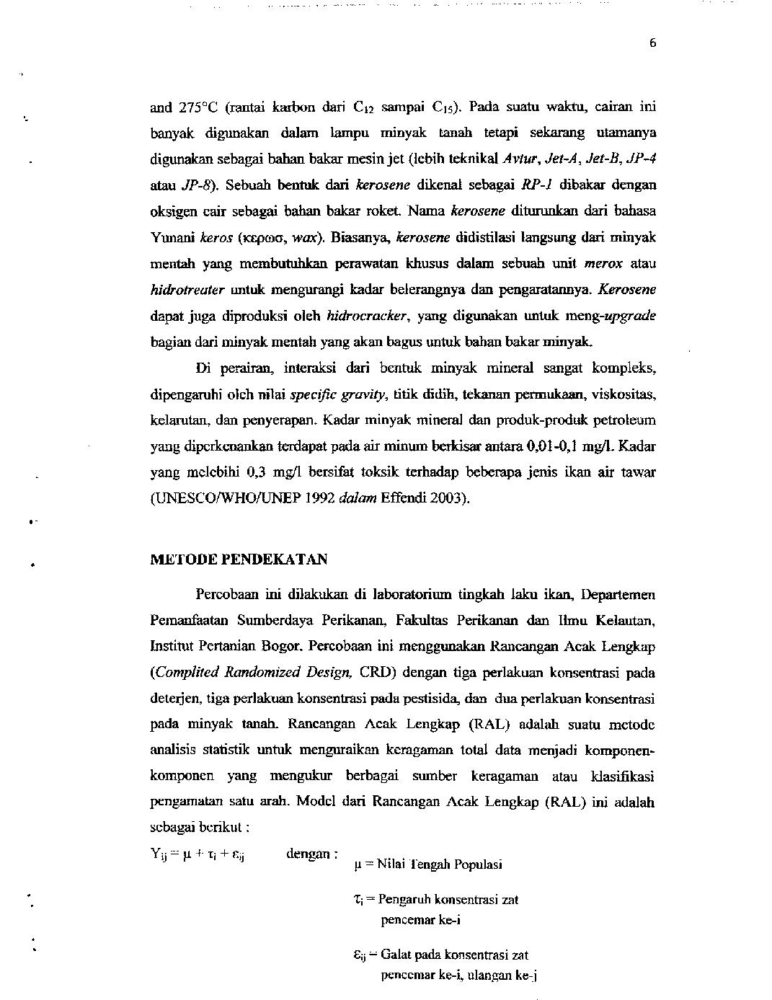 6
and 275°C (rantai karbon dari C12 sampai C15). Pada suatu waktu, cairan ini
banyak digunakan dalam lampu minyak tanah tetapi sekarang utamanya
digunakan sebagai bahan bakar mesin jet (lebih teknikal Avtur, Jet-A, Jet-B, JP-4
atau JP-8). Sebuah bentuk dari kerosene dikenal sebagai RP-1 dibakar dengan
oksigen cair sebagai bahan bakar roket. Nama kerosene diturunkan dari bahasa
Yunani keros (κερωσ, wax). Biasanya, kerosene didistilasi langsung dari minyak
mentah yang membutuhkan perawatan khusus dalam sebuah unit merox atau
hidrotreater untuk mengurangi kadar belerangnya dan pengaratannya. Kerosene
dapat juga diproduksi oleh hidrocracker, yang digunakan untuk meng-upgrade
bagian dari minyak mentah yang akan bagus untuk bahan bakar minyak.
Di perairan, interaksi dari bentuk minyak mineral sangat kompleks,
dipengaruhi oleh nilai specific gravity, titik didih, tekanan permukaan, viskositas,
kelarutan, dan penyerapan. Kadar minyak mineral dan produk-produk petroleum
yang diperkenankan terdapat pada air minum berkisar antara 0,01-0,1 mg/l. Kadar
yang melebihi 0,3 mg/l bersifat toksik terhadap beberapa jenis ikan air tawar
(UNESCO/WHO/UNEP 1992 dalam Effendi 2003).
METODE PENDEKATAN
Percobaan ini dilakukan di laboratorium tingkah laku ikan, Departemen
Pemanfaatan Sumberdaya Perikanan, Fakultas Perikanan dan Ilmu Kelautan,
Institut Pertanian Bogor. Percobaan ini menggunakan Rancangan Acak Lengkap
(Complited Randomized Design, CRD) dengan tiga perlakuan konsentrasi pada
deterjen, tiga perlakuan konsentrasi pada pestisida, dan dua perlakuan konsentrasi
pada minyak tanah. Rancangan Acak Lengkap (RAL) adalah suatu metode
analisis statistik untuk menguraikan keragaman total data menjadi komponen-
komponen yang mengukur berbagai sumber keragaman atau klasifikasi
pengamatan satu arah. Model dari Rancangan Acak Lengkap (RAL) ini adalah
sebagai berikut :
Yij = μ + τi + εij dengan :
μ = Nilai Tengah Populasi
τi = Pengaruh konsentrasi zat
pencemar ke-i
εij = Galat pada konsentrasi zat
pencemar ke-i, ulangan ke-j